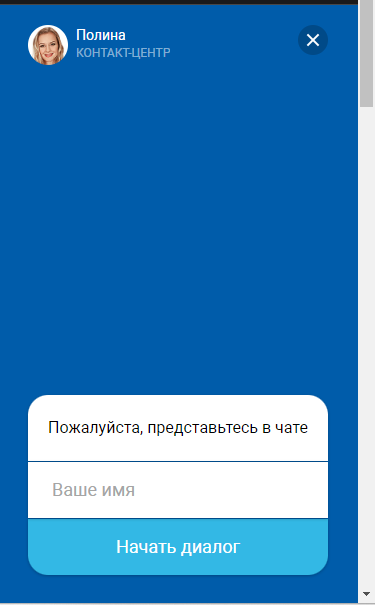 Полина
КОНТАКТ-ЦЕНТР
Пожалуйста, представьтесь в чате
Ваше имя
Начать диалог